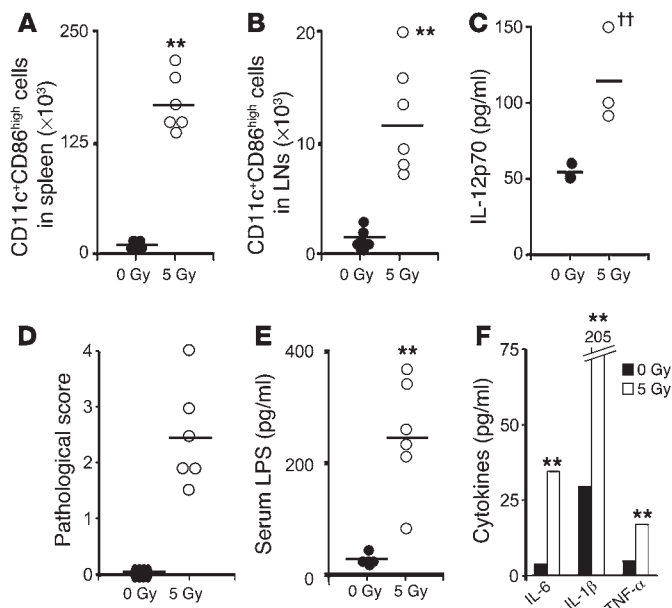 A
CD11c⁺CD86ʰⁱᵍʰ cells
in spleen (×10³)
250
125
0
**
0 Gy 5 Gy
B
CD11c⁺CD86ʰⁱᵍʰ cells
in LNs (×10³)
20
10
0
**
0 Gy 5 Gy
C
IL-12p70 (pg/ml)
150
100
50
0
††
0 Gy 5 Gy
D
Pathological score
4
3
2
1
0
0 Gy 5 Gy
E
Serum LPS (pg/ml)
400
200
0
**
0 Gy 5 Gy
F
Cytokines (pg/ml)
75
50
25
0
**
205
**
**
0 Gy
5 Gy
IL-6 IL-1β TNF-α